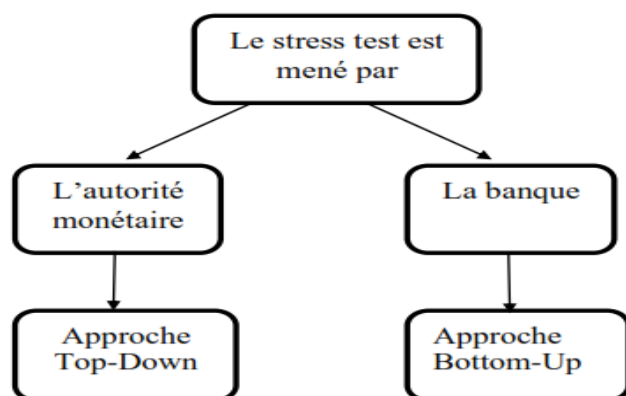 Le stress test est
mené par
L'autorité
monétaire
La banque
Approche
Top-Down
Approche
Bottom-Up